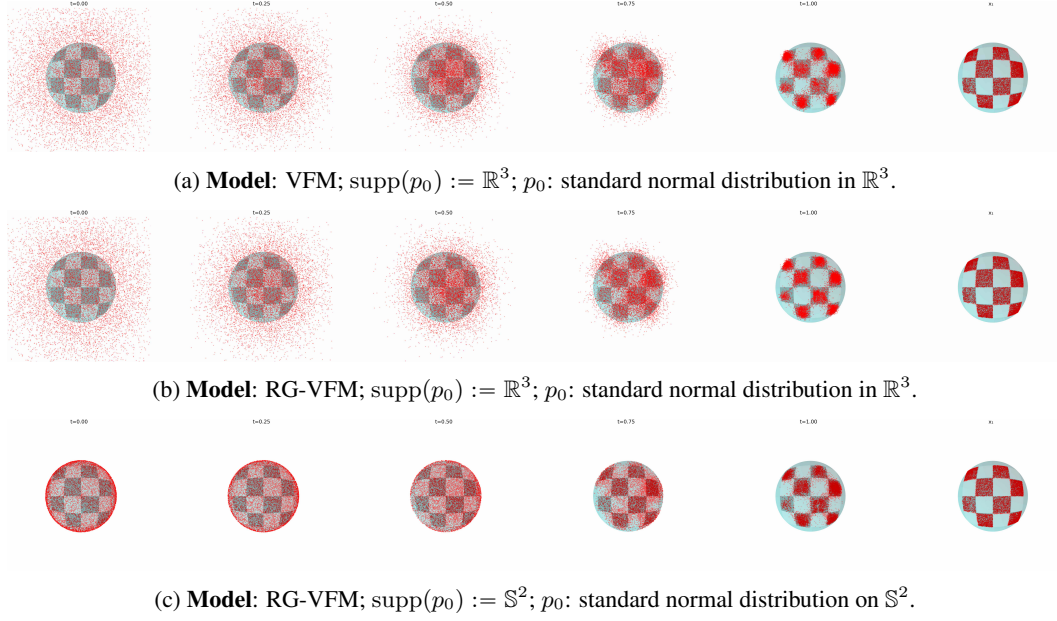 t=0.00 t=0.25 t=0.50 t=0.75 t=1.00 x₁
(a) Model: VFM; supp(p₀) := ℝ³; p₀: standard normal distribution in ℝ³.
t=0.00 t=0.25 t=0.50 t=0.75 t=1.00 x₁
(b) Model: RG-VFM; supp(p₀) := ℝ³; p₀: standard normal distribution in ℝ³.
t=0.00 t=0.25 t=0.50 t=0.75 t=1.00 x₁
(c) Model: RG-VFM; supp(p₀) := 𝕊²; p₀: standard normal distribution on 𝕊².